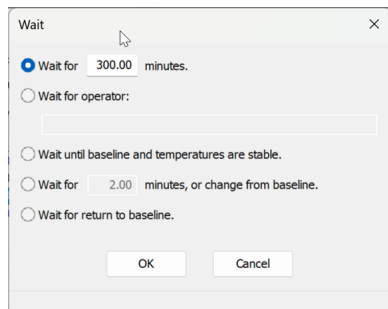 Wait
Wait for 300.00 minutes.
Wait for operator:
Wait until baseline and temperatures are stable.
Wait for 2.00 minutes, or change from baseline.
Wait for return to baseline.
OK Cancel